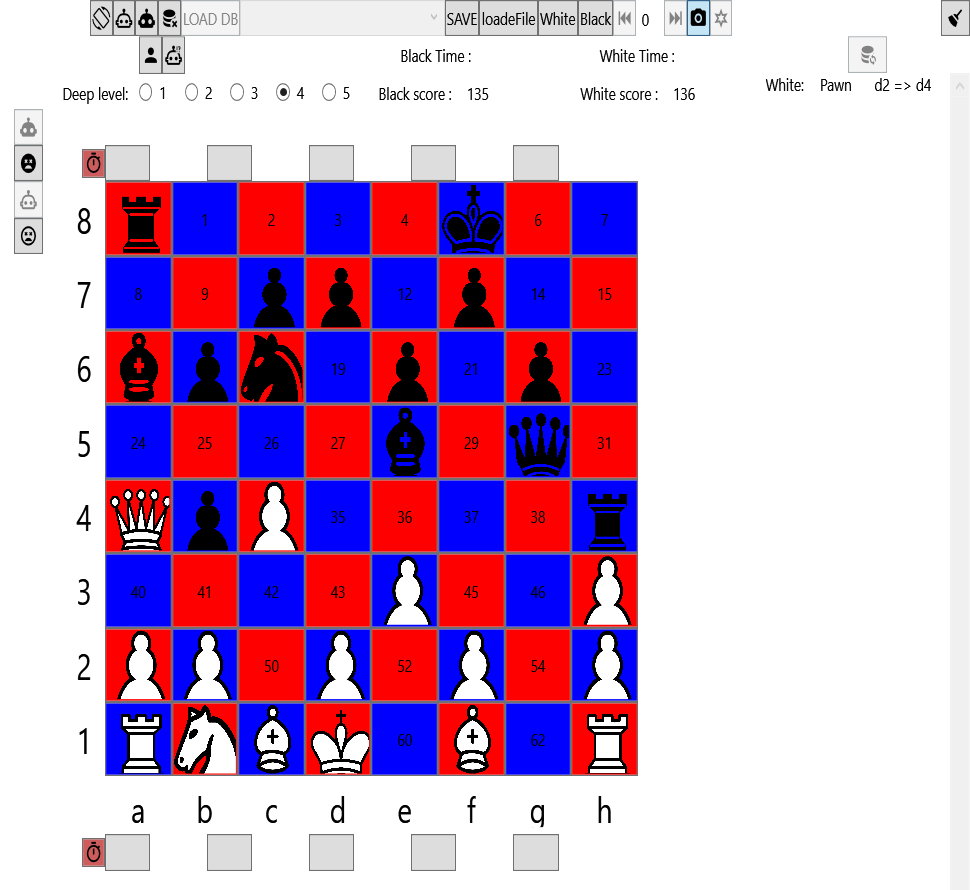 LOAD DB SAVE loadeFile White Black 0
Black Time : White Time :
Deep level: 1 2 3 4 5 Black score : 135 White score : 136 White: Pawn d2 => d4
8 1 2 3 4 6 7
7 8 9 12 14 15
6 19 21 23
5 24 25 26 27 29 31
4 35 36 37 38
3 40 41 42 43 45 46
2 50 52 54
1 60 62
a b c d e f g h